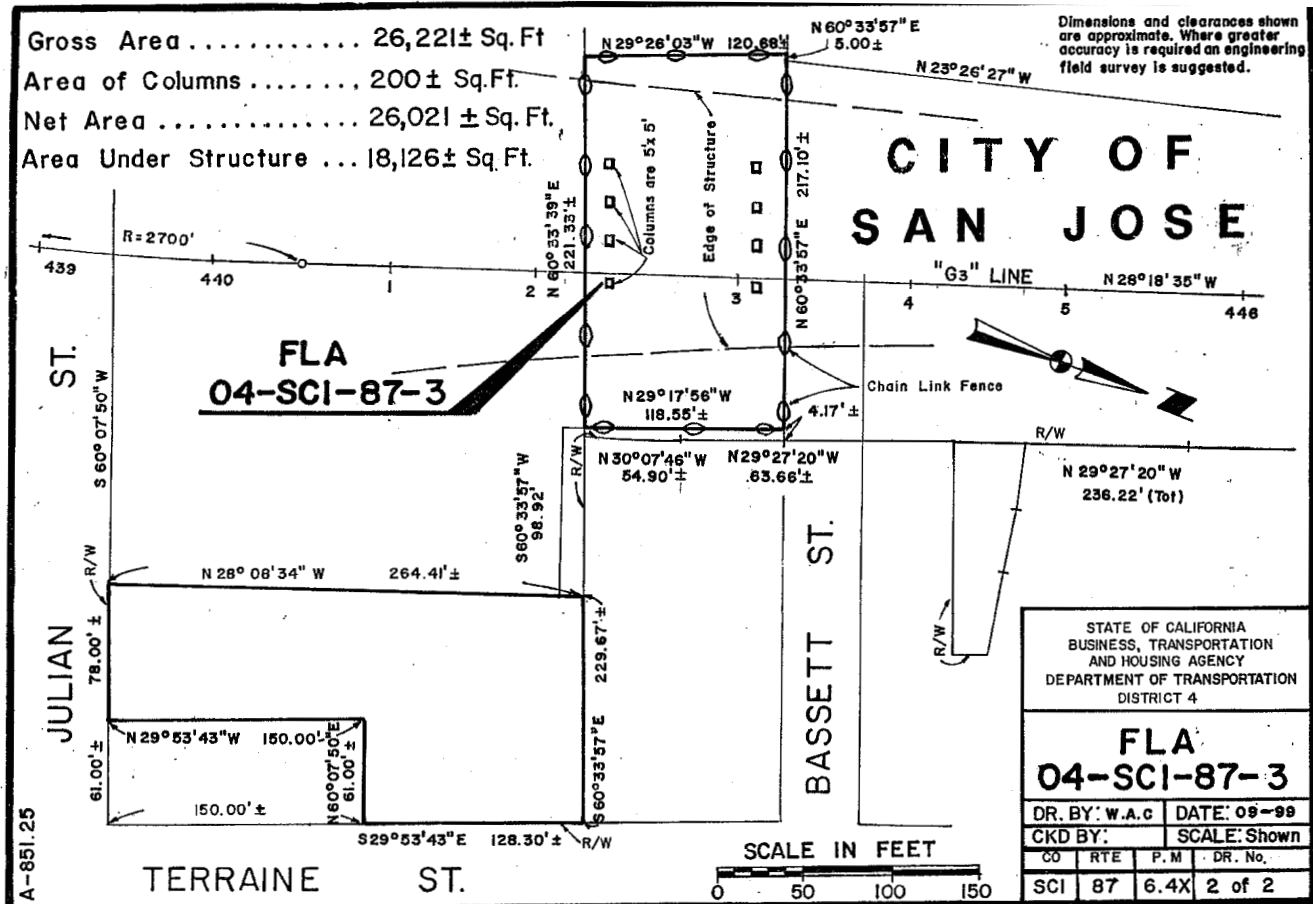 Gross Area ............. 26,221± Sq. Ft
Area of Columns ........, 200± Sq.Ft.
Net Area .............. 26,021 ± Sq. Ft.
Area Under Structure ... 18,126± Sq. Ft.
N 29° 26' 03" W 120.68'±
N 60° 33' 57" E
5.00±
Dimensions and clearances shown
are approximate. Where greater
accuracy is required an engineering
field survey is suggested.
N 23° 26' 27" W
CITY OF
SAN JOSE
Columns are 5'x 5'
Edge of Structure
N 60° 33' 39" E
221.33'±
N 60° 33' 57" E 217.10'±
R=2700'
439
440
1
2
3
4
5
446
"G3" LINE
N 28° 18' 35" W
FLA
04-SCI-87-3
Chain Link Fence
N 29° 17' 56" W
118.55'±
4.17' ±
R/W
N 30° 07' 46" W
54.90'±
N 29° 27' 20" W
63.66'±
R/W
N 29° 27' 20" W
236.22' (Tot)
S 60° 07' 50" W
S 60° 33' 57" W
98.92'
R/W
N 28° 08' 34" W 264.41'±
78.00' ±
229.67'±
S 60° 33' 57" E
N 29° 53' 43" W 150.00'
N 60° 07' 50" E
61.00' ±
61.00' ±
150.00' ±
S 29° 53' 43" E 128.30'±
R/W
R/W
JULIAN ST.
BASSETT ST.
TERRAINE ST.
SCALE IN FEET
0 50 100 150
A-851.25
STATE OF CALIFORNIA
BUSINESS, TRANSPORTATION
AND HOUSING AGENCY
DEPARTMENT OF TRANSPORTATION
DISTRICT 4
FLA
04-SCI-87-3
DR. BY: W.A.C DATE: 09-99
CKD BY: SCALE: Shown
CO RTE P.M DR. No.
SCI 87 6.4X 2 of 2